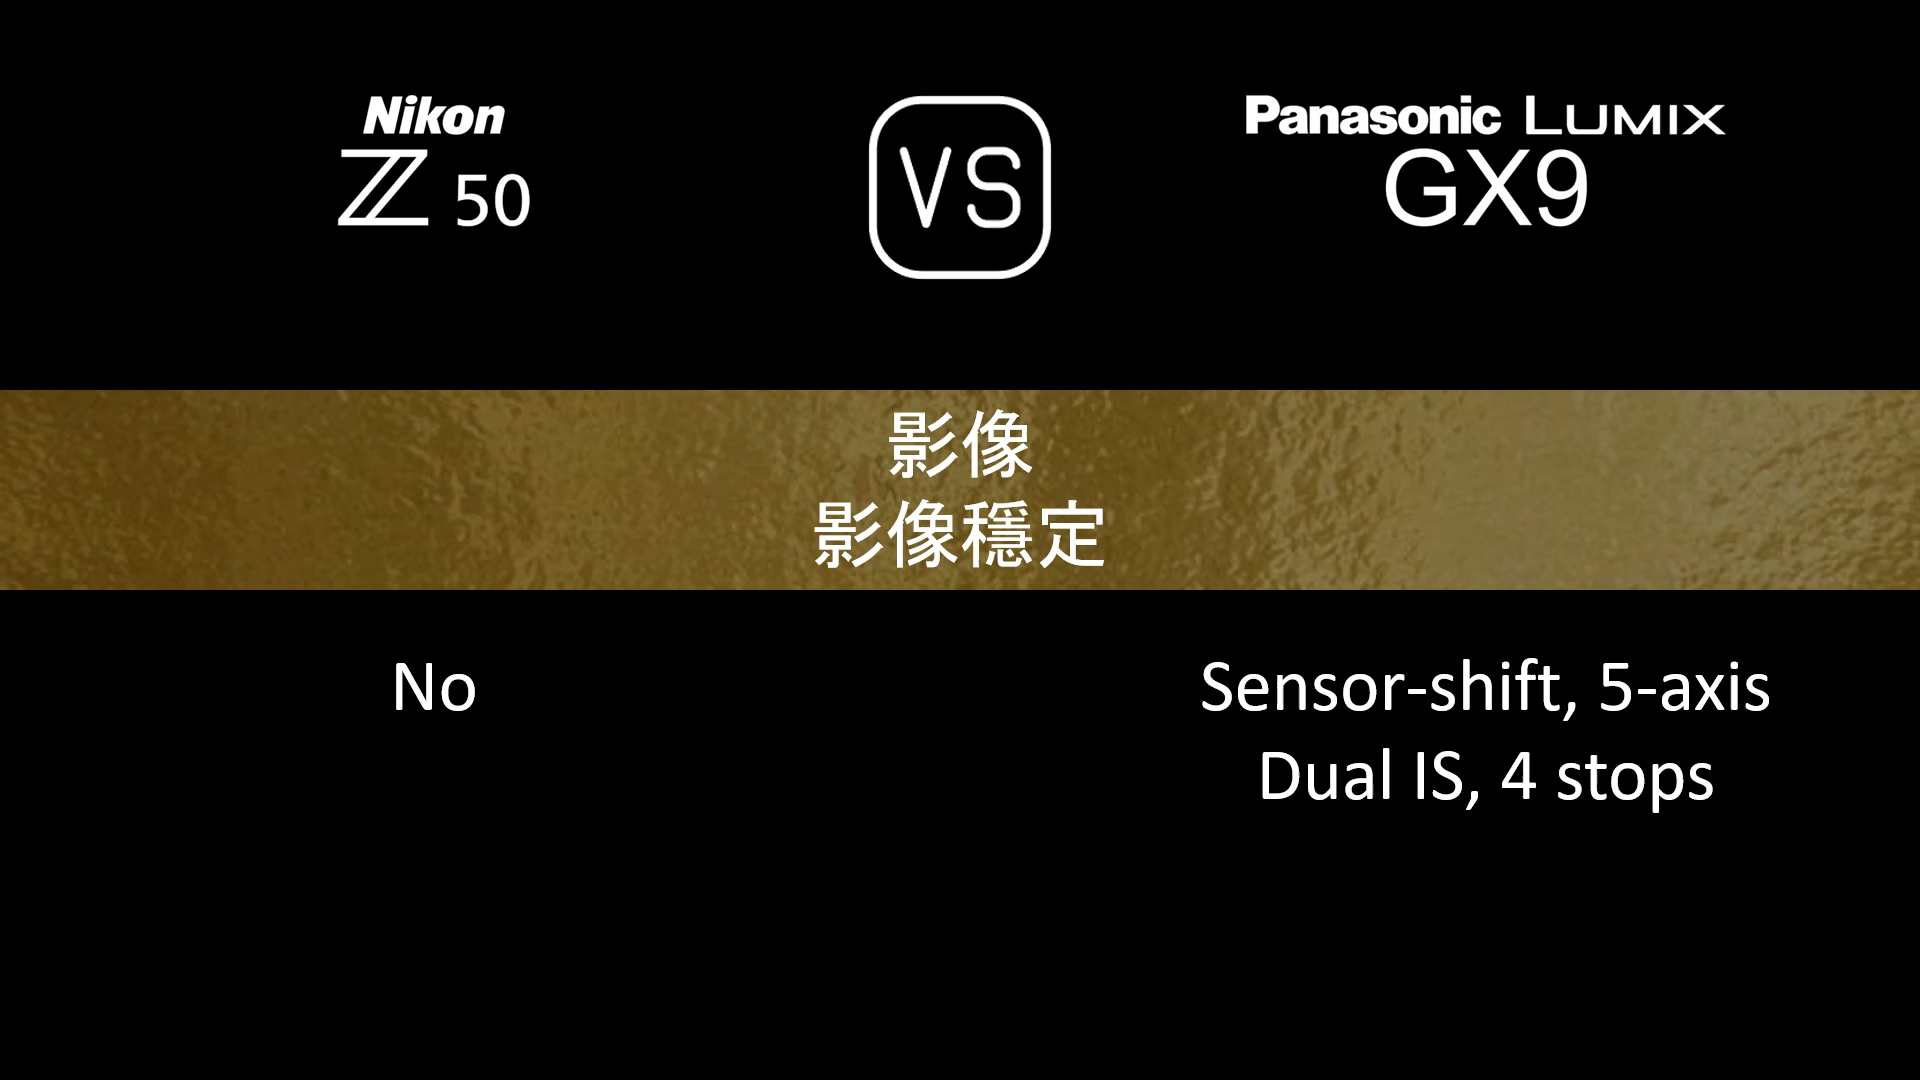 Nikon
Z 50
VS
Panasonic LUMIX
GX9
影像
影像穩定
No
Sensor-shift, 5-axis
Dual IS, 4 stops